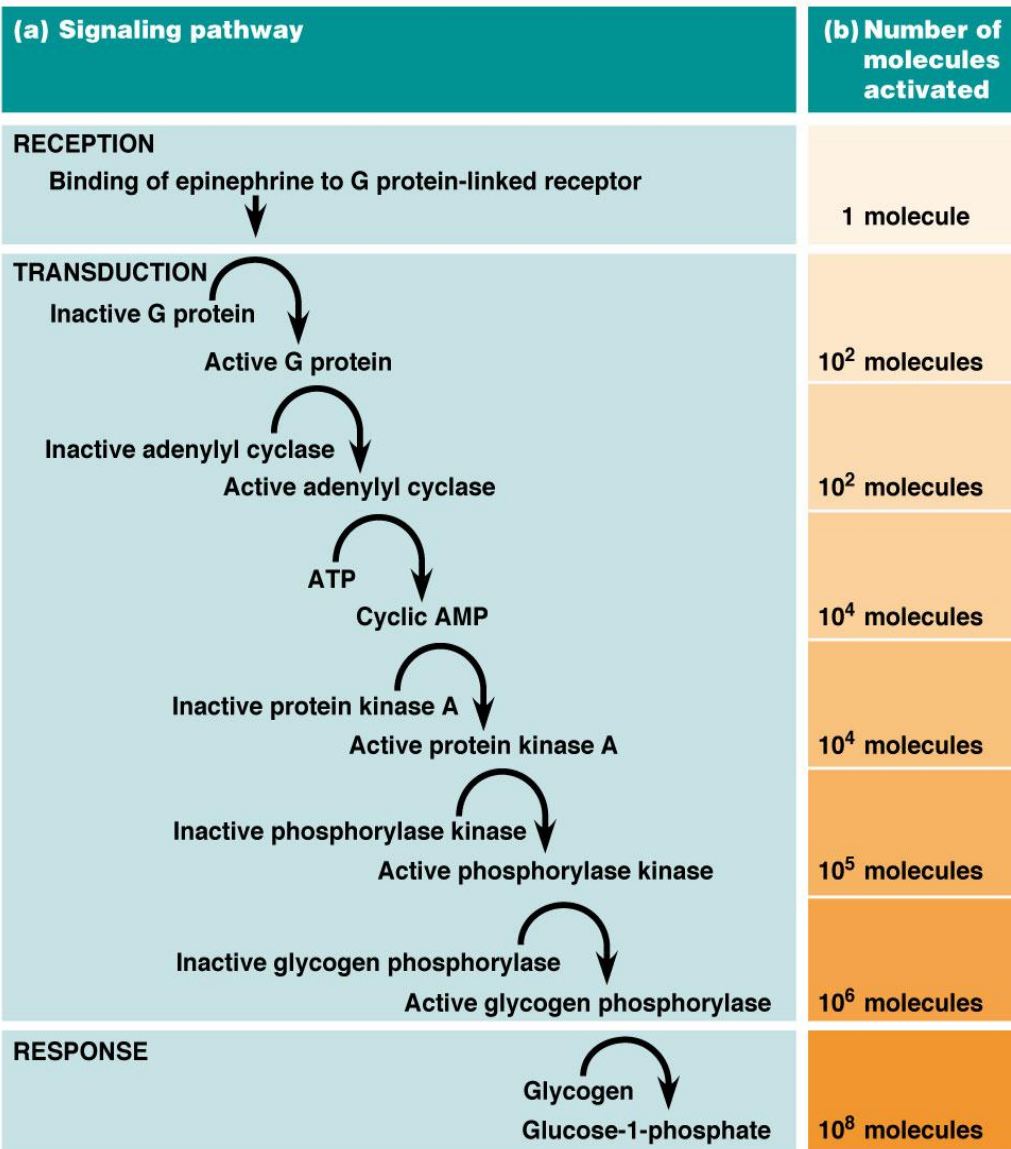 (a) Signaling pathway
(b) Number of
molecules
activated
RECEPTION
Binding of epinephrine to G protein-linked receptor
1 molecule
TRANSDUCTION
Inactive G protein
Active G protein
10² molecules
Inactive adenylyl cyclase
Active adenylyl cyclase
10² molecules
ATP
Cyclic AMP
10⁴ molecules
Inactive protein kinase A
Active protein kinase A
10⁴ molecules
Inactive phosphorylase kinase
Active phosphorylase kinase
10⁵ molecules
Inactive glycogen phosphorylase
Active glycogen phosphorylase
10⁶ molecules
RESPONSE
Glycogen
Glucose-1-phosphate
10⁸ molecules